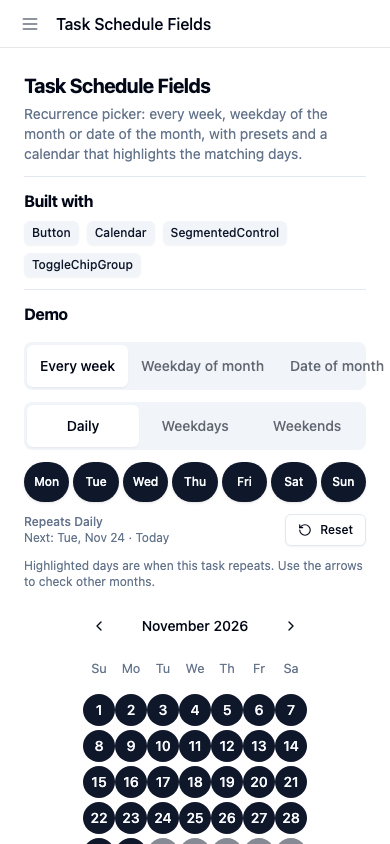 Task Schedule Fields
Task Schedule Fields
Recurrence picker: every week, weekday of the
month or date of the month, with presets and a
calendar that highlights the matching days.
Built with
Button Calendar SegmentedControl
ToggleChipGroup
Demo
Every week Weekday of month Date of month
Daily Weekdays Weekends
Mon Tue Wed Thu Fri Sat Sun
Repeats Daily
Next: Tue, Nov 24 · Today
Reset
Highlighted days are when this task repeats. Use the arrows
to check other months.
November 2026
Su Mo Tu We Th Fr Sa
1 2 3 4 5 6 7
8 9 10 11 12 13 14
15 16 17 18 19 20 21
22 23 24 25 26 27 28